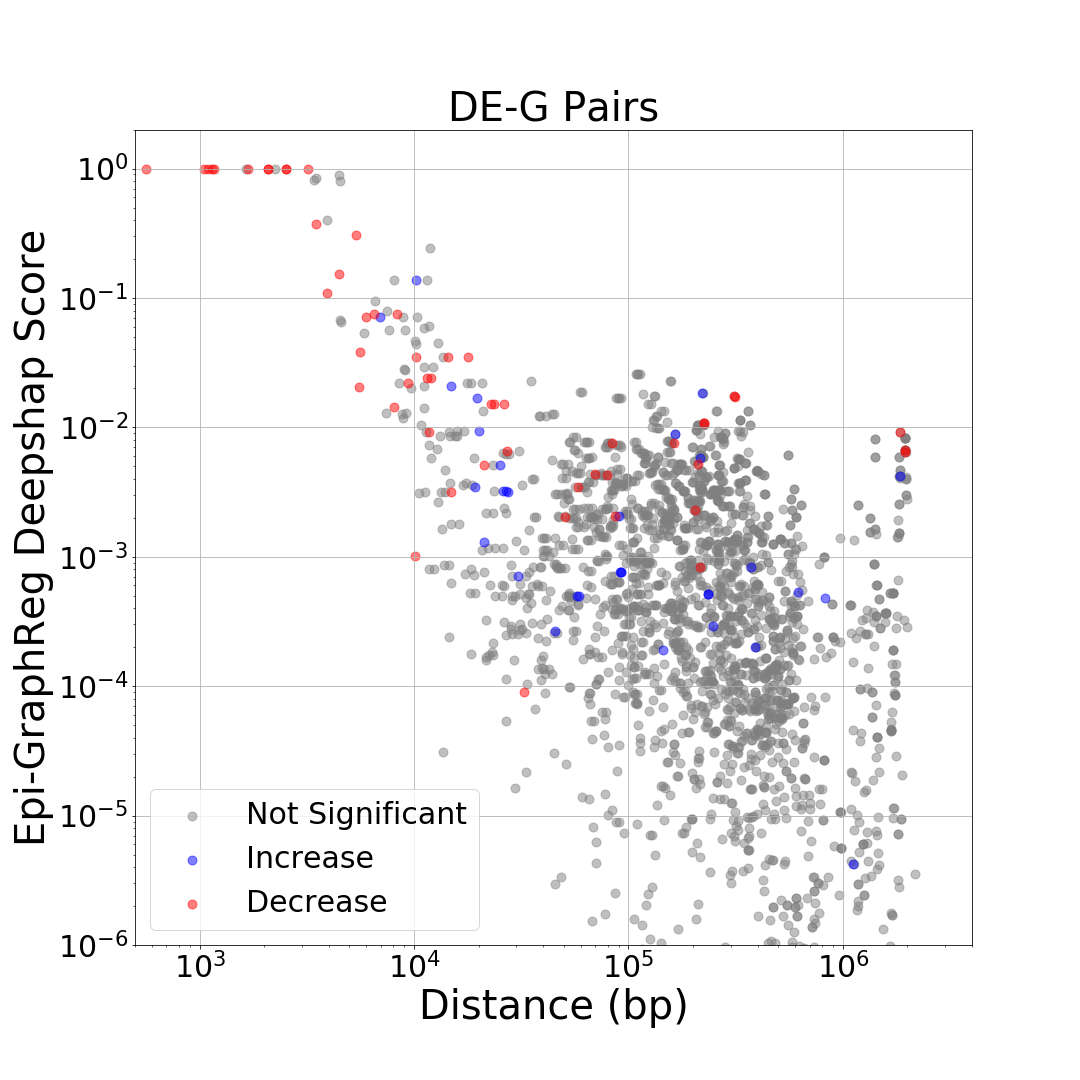 DE-G Pairs
Epi-GraphReg Deepshap Score
10^0
10^-1
10^-2
10^-3
10^-4
10^-5
10^-6
Not Significant
Increase
Decrease
10^3 10^4 10^5 10^6
Distance (bp)